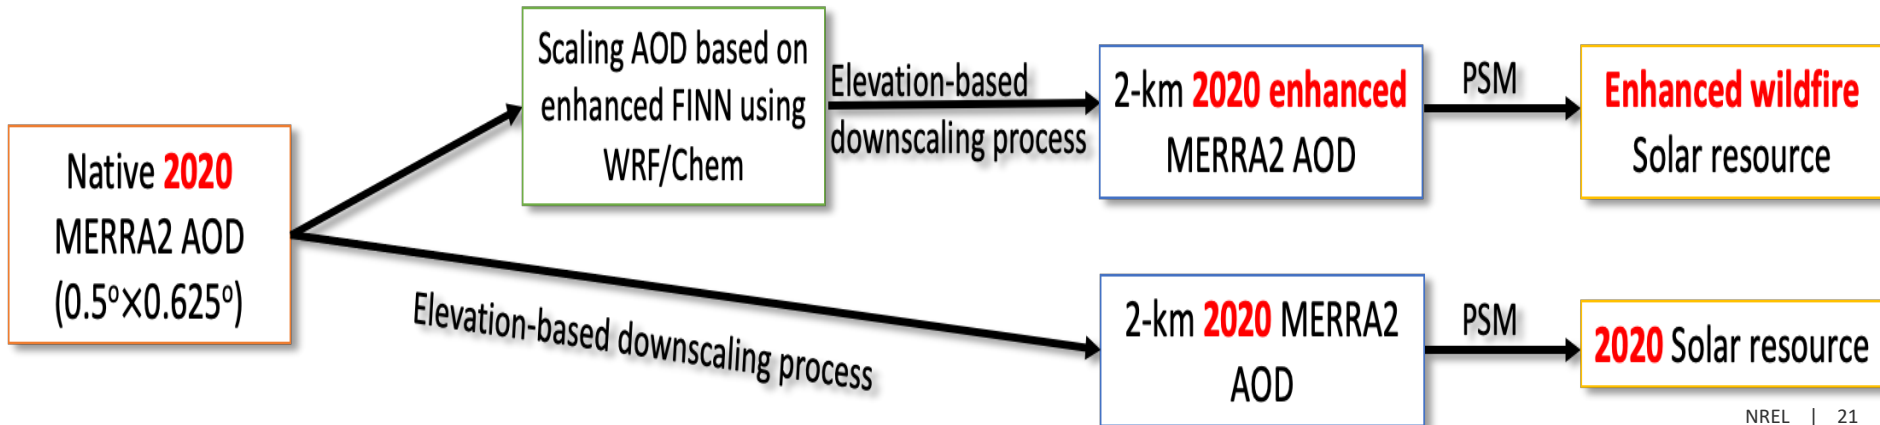 Native 2020
MERRA2 AOD
(0.5°×0.625°)
Scaling AOD based on
enhanced FINN using
WRF/Chem
Elevation-based
downscaling process
2-km 2020 enhanced
MERRA2 AOD
PSM
Enhanced wildfire
Solar resource
Elevation-based downscaling process
2-km 2020 MERRA2
AOD
PSM
2020 Solar resource
NREL | 21